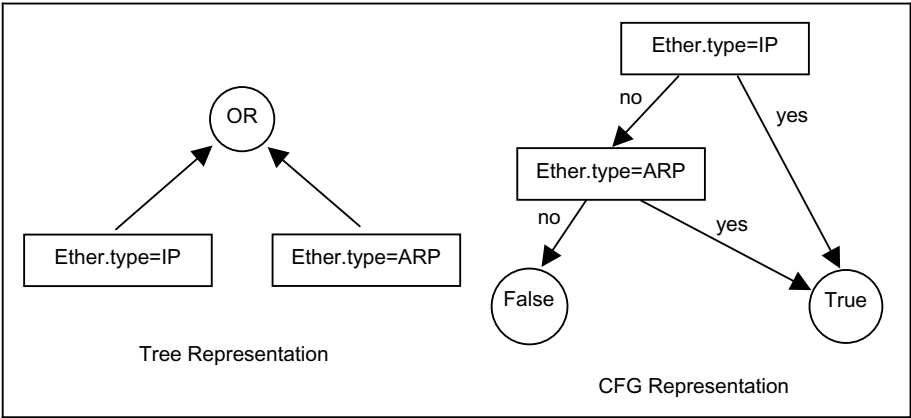 OR
Ether.type=IP
Ether.type=ARP
Tree Representation
Ether.type=IP
no
yes
Ether.type=ARP
no
yes
False
True
CFG Representation